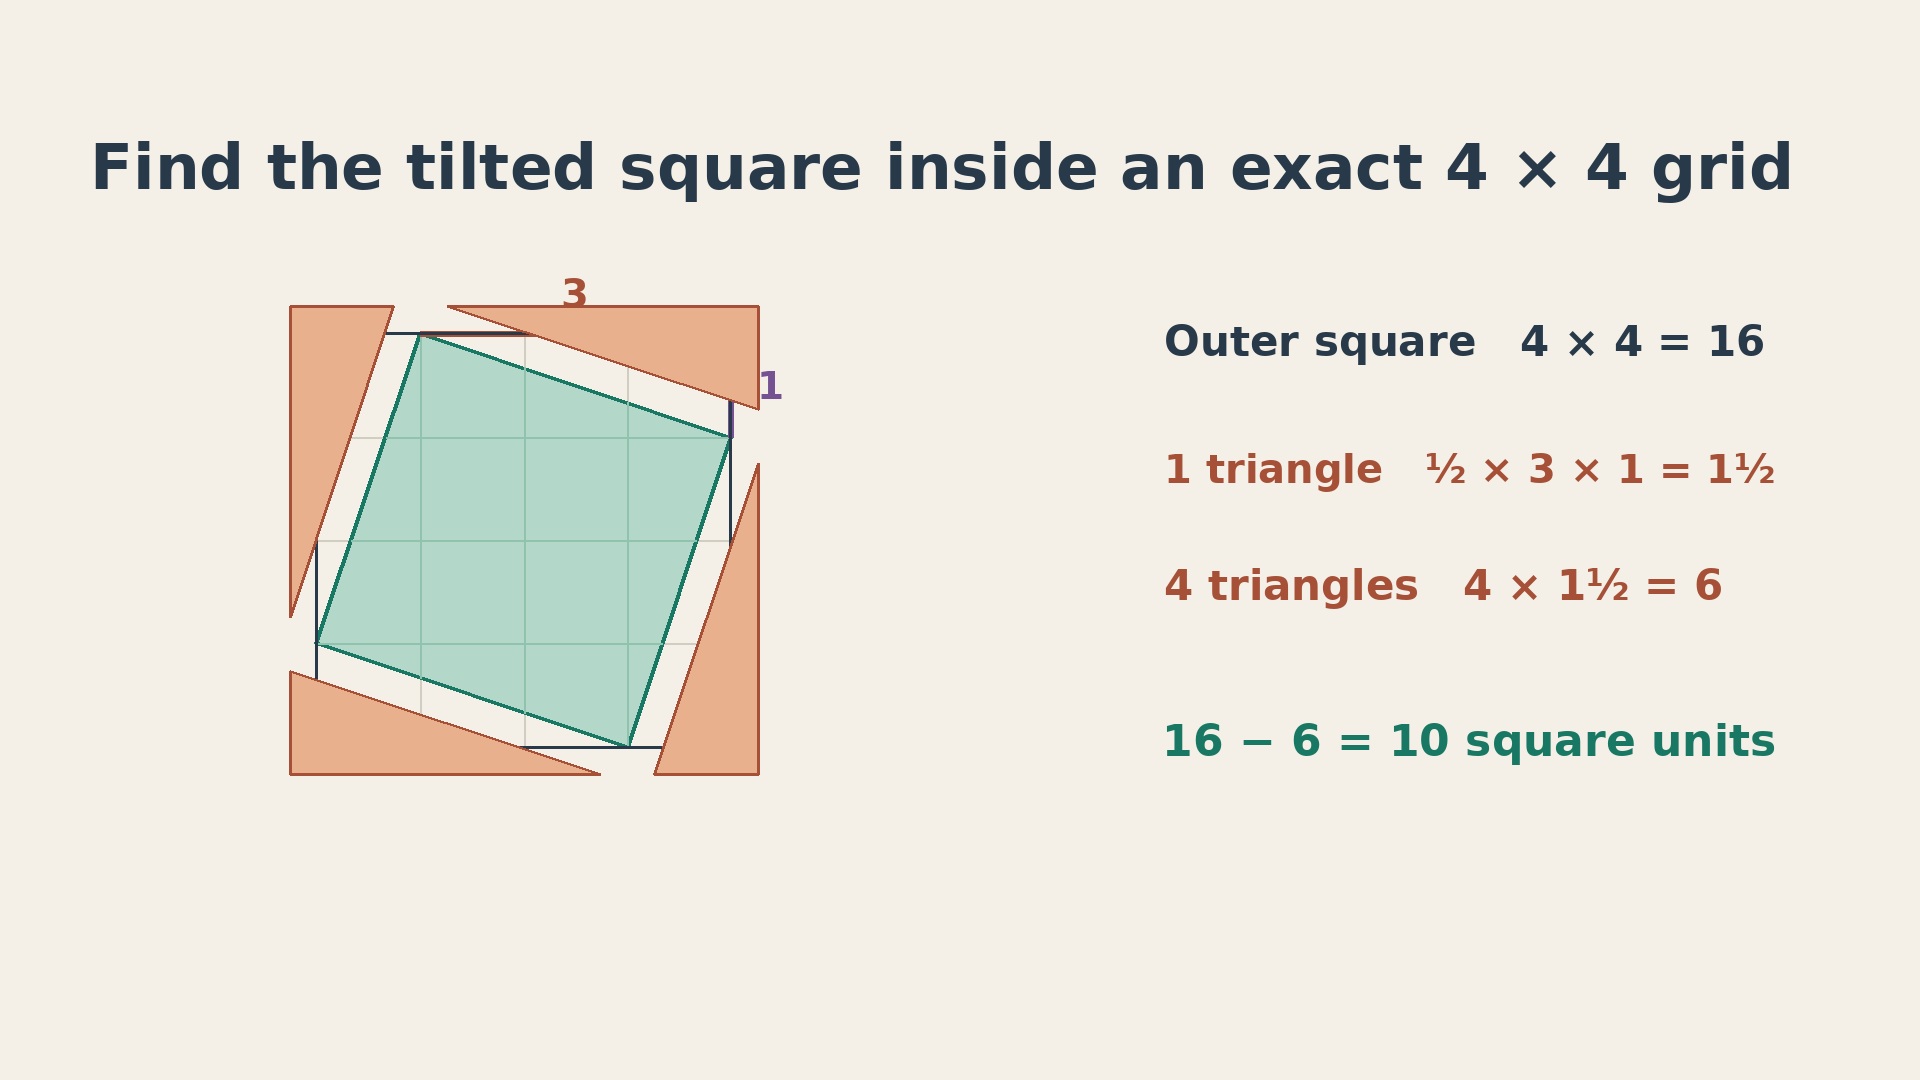 Find the tilted square inside an exact 4 × 4 grid
3
1
Outer square 4 × 4 = 16
1 triangle ½ × 3 × 1 = 1½
4 triangles 4 × 1½ = 6
16 − 6 = 10 square units